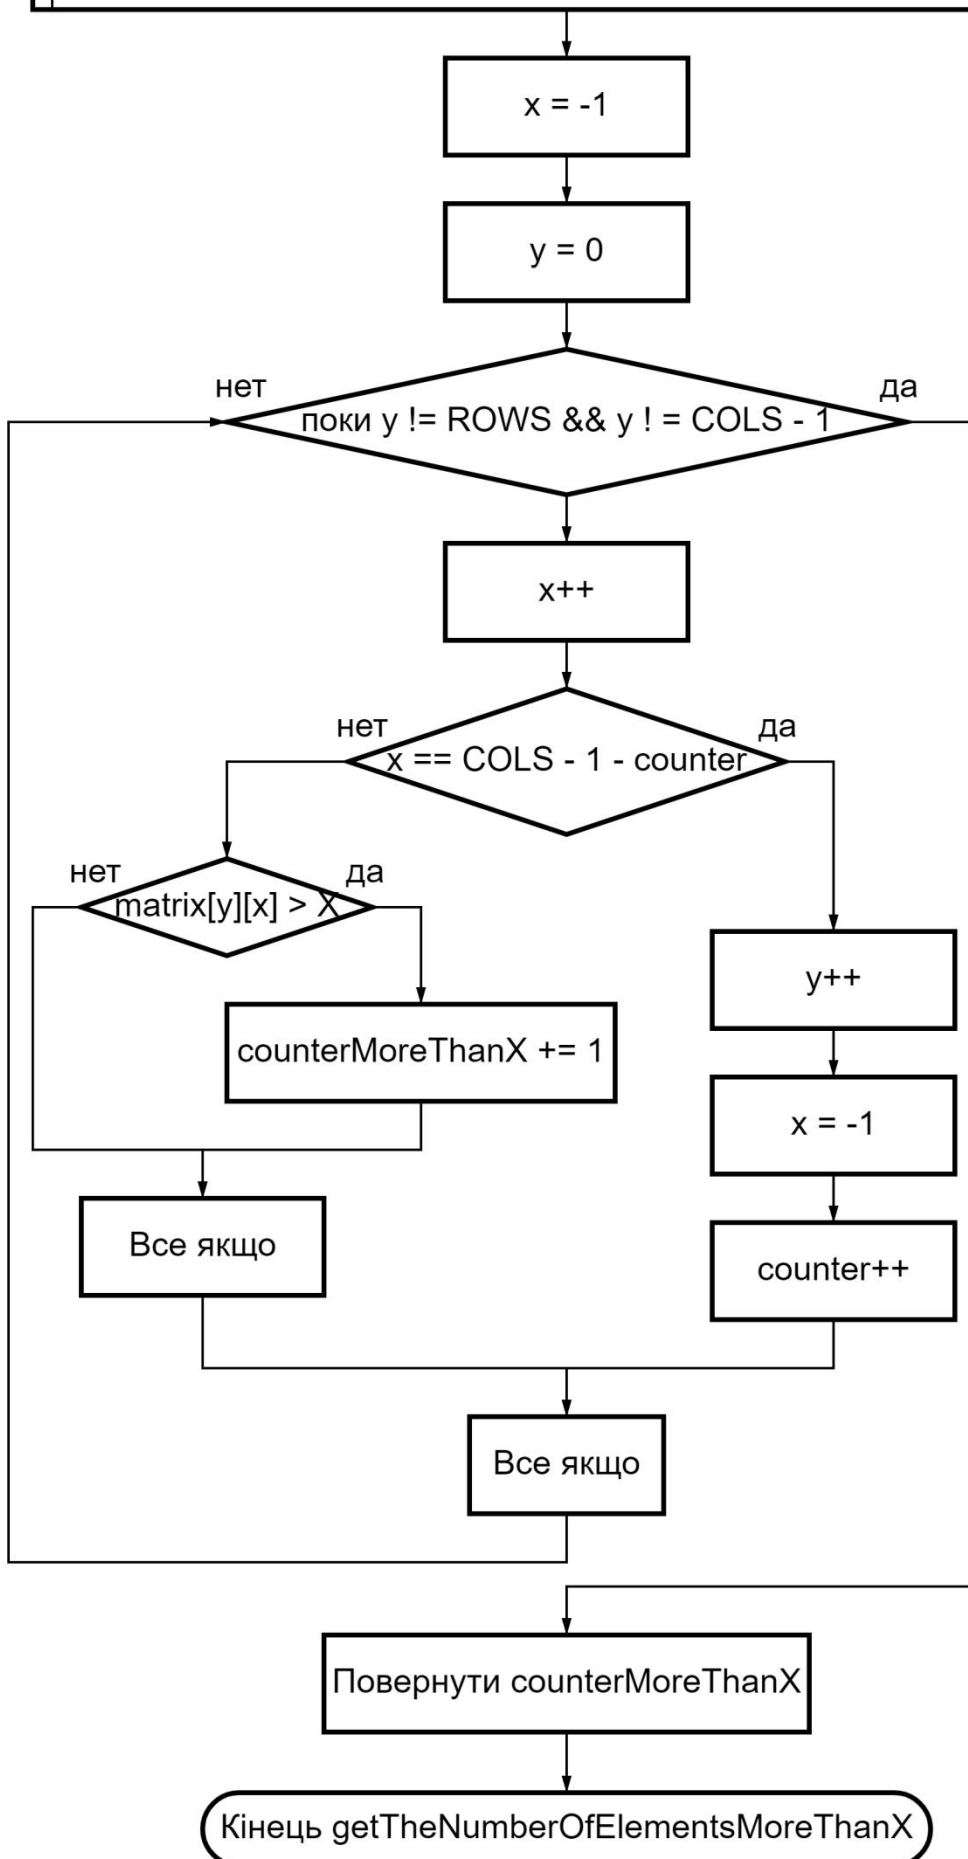 x = -1
y = 0
нет
да
поки y != ROWS && y ! = COLS - 1
x++
нет
да
x == COLS - 1 - counter
нет
да
matrix[y][x] > X
y++
counterMoreThanX += 1
x = -1
Все якщо
counter++
Все якщо
Повернути counterMoreThanX
Кінець getTheNumberOfElementsMoreThanX